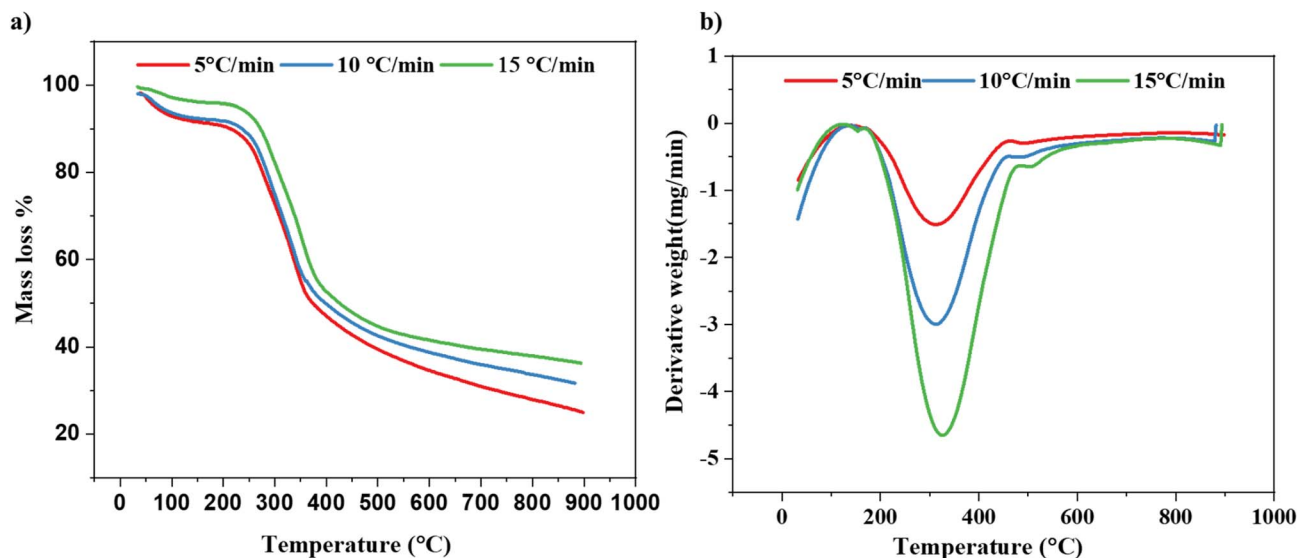 a)
5°C/min 10 °C/min 15 °C/min
100
80
60
40
20
Mass loss %
0 100 200 300 400 500 600 700 800 900 1000
Temperature (°C)
b)
5°C/min 10°C/min 15°C/min
1
0
-1
-2
-3
-4
-5
Derivative weight(mg/min)
0 200 400 600 800 1000
Temperature (°C)